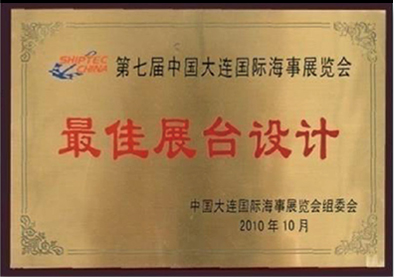 SHIPTEC
CHINA
第七届中国大连国际海事展览会
最佳展台设计
中国大连国际海事展览会组委会
2010年10月